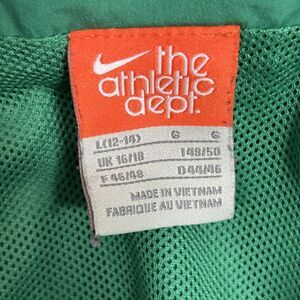 the
athletic
dept.
L(12-14) G G
UK 16/18 I 48/50
F 46/48 D 44/46
MADE IN VIETNAM
FABRIQUE AU VIETNAM